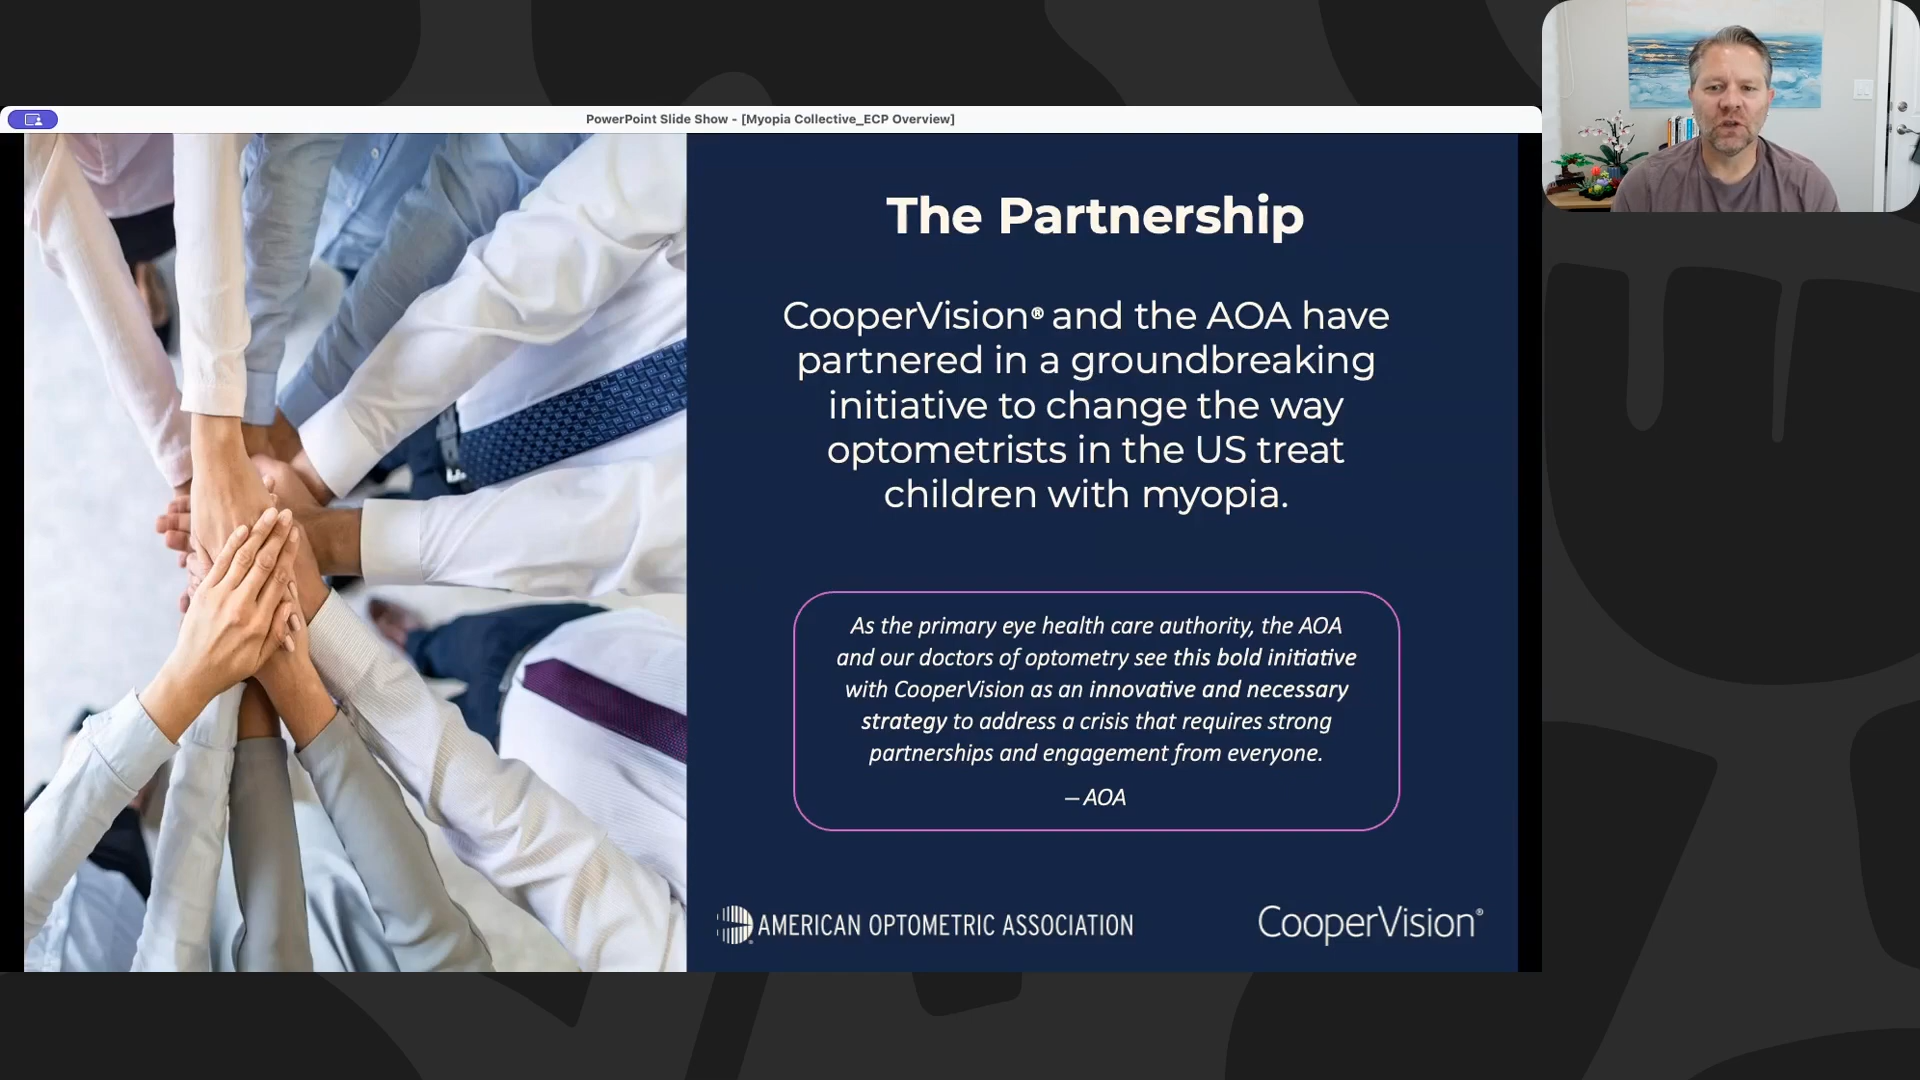 PowerPoint Slide Show - [Myopia Collective_ECP Overview]
The Partnership
CooperVision® and the AOA have
partnered in a groundbreaking
initiative to change the way
optometrists in the US treat
children with myopia.
As the primary eye health care authority, the AOA
and our doctors of optometry see this bold initiative
with CooperVision as an innovative and necessary
strategy to address a crisis that requires strong
partnerships and engagement from everyone.
– AOA
AMERICAN OPTOMETRIC ASSOCIATION
CooperVision®